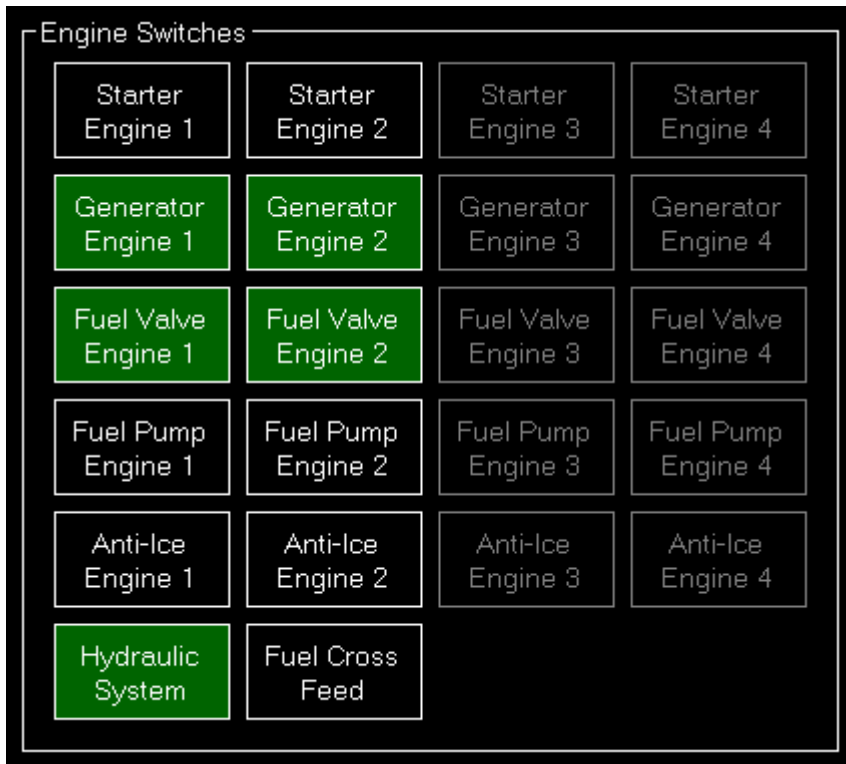 Engine Switches
Starter
Engine 1
Starter
Engine 2
Starter
Engine 3
Starter
Engine 4
Generator
Engine 1
Generator
Engine 2
Generator
Engine 3
Generator
Engine 4
Fuel Valve
Engine 1
Fuel Valve
Engine 2
Fuel Valve
Engine 3
Fuel Valve
Engine 4
Fuel Pump
Engine 1
Fuel Pump
Engine 2
Fuel Pump
Engine 3
Fuel Pump
Engine 4
Anti-Ice
Engine 1
Anti-Ice
Engine 2
Anti-Ice
Engine 3
Anti-Ice
Engine 4
Hydraulic
System
Fuel Cross
Feed